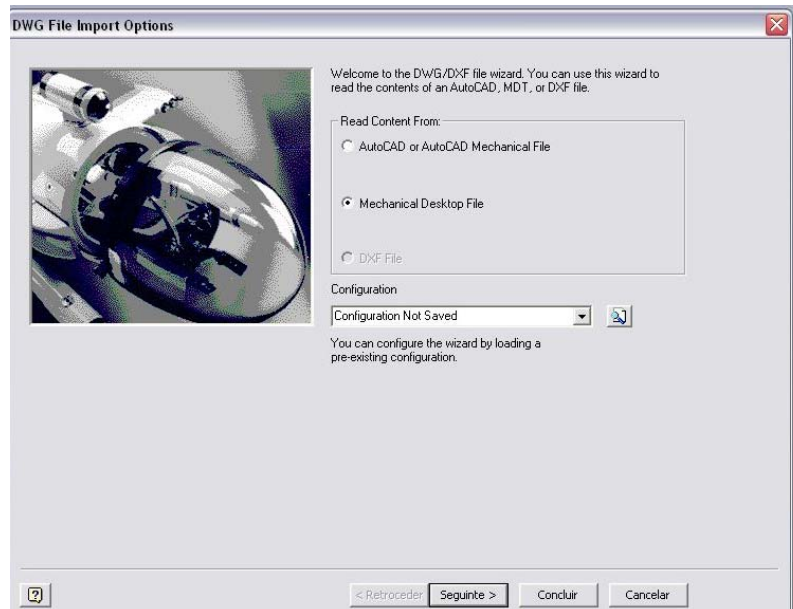 DWG File Import Options
Welcome to the DWG/DXF file wizard. You can use this wizard to
read the contents of an AutoCAD, MDT, or DXF file.
Read Content From:
AutoCAD or AutoCAD Mechanical File
Mechanical Desktop File
DXF File
Configuration
Configuration Not Saved
You can configure the wizard by loading a
pre-existing configuration.
< Retroceder Seguinte > Concluir Cancelar